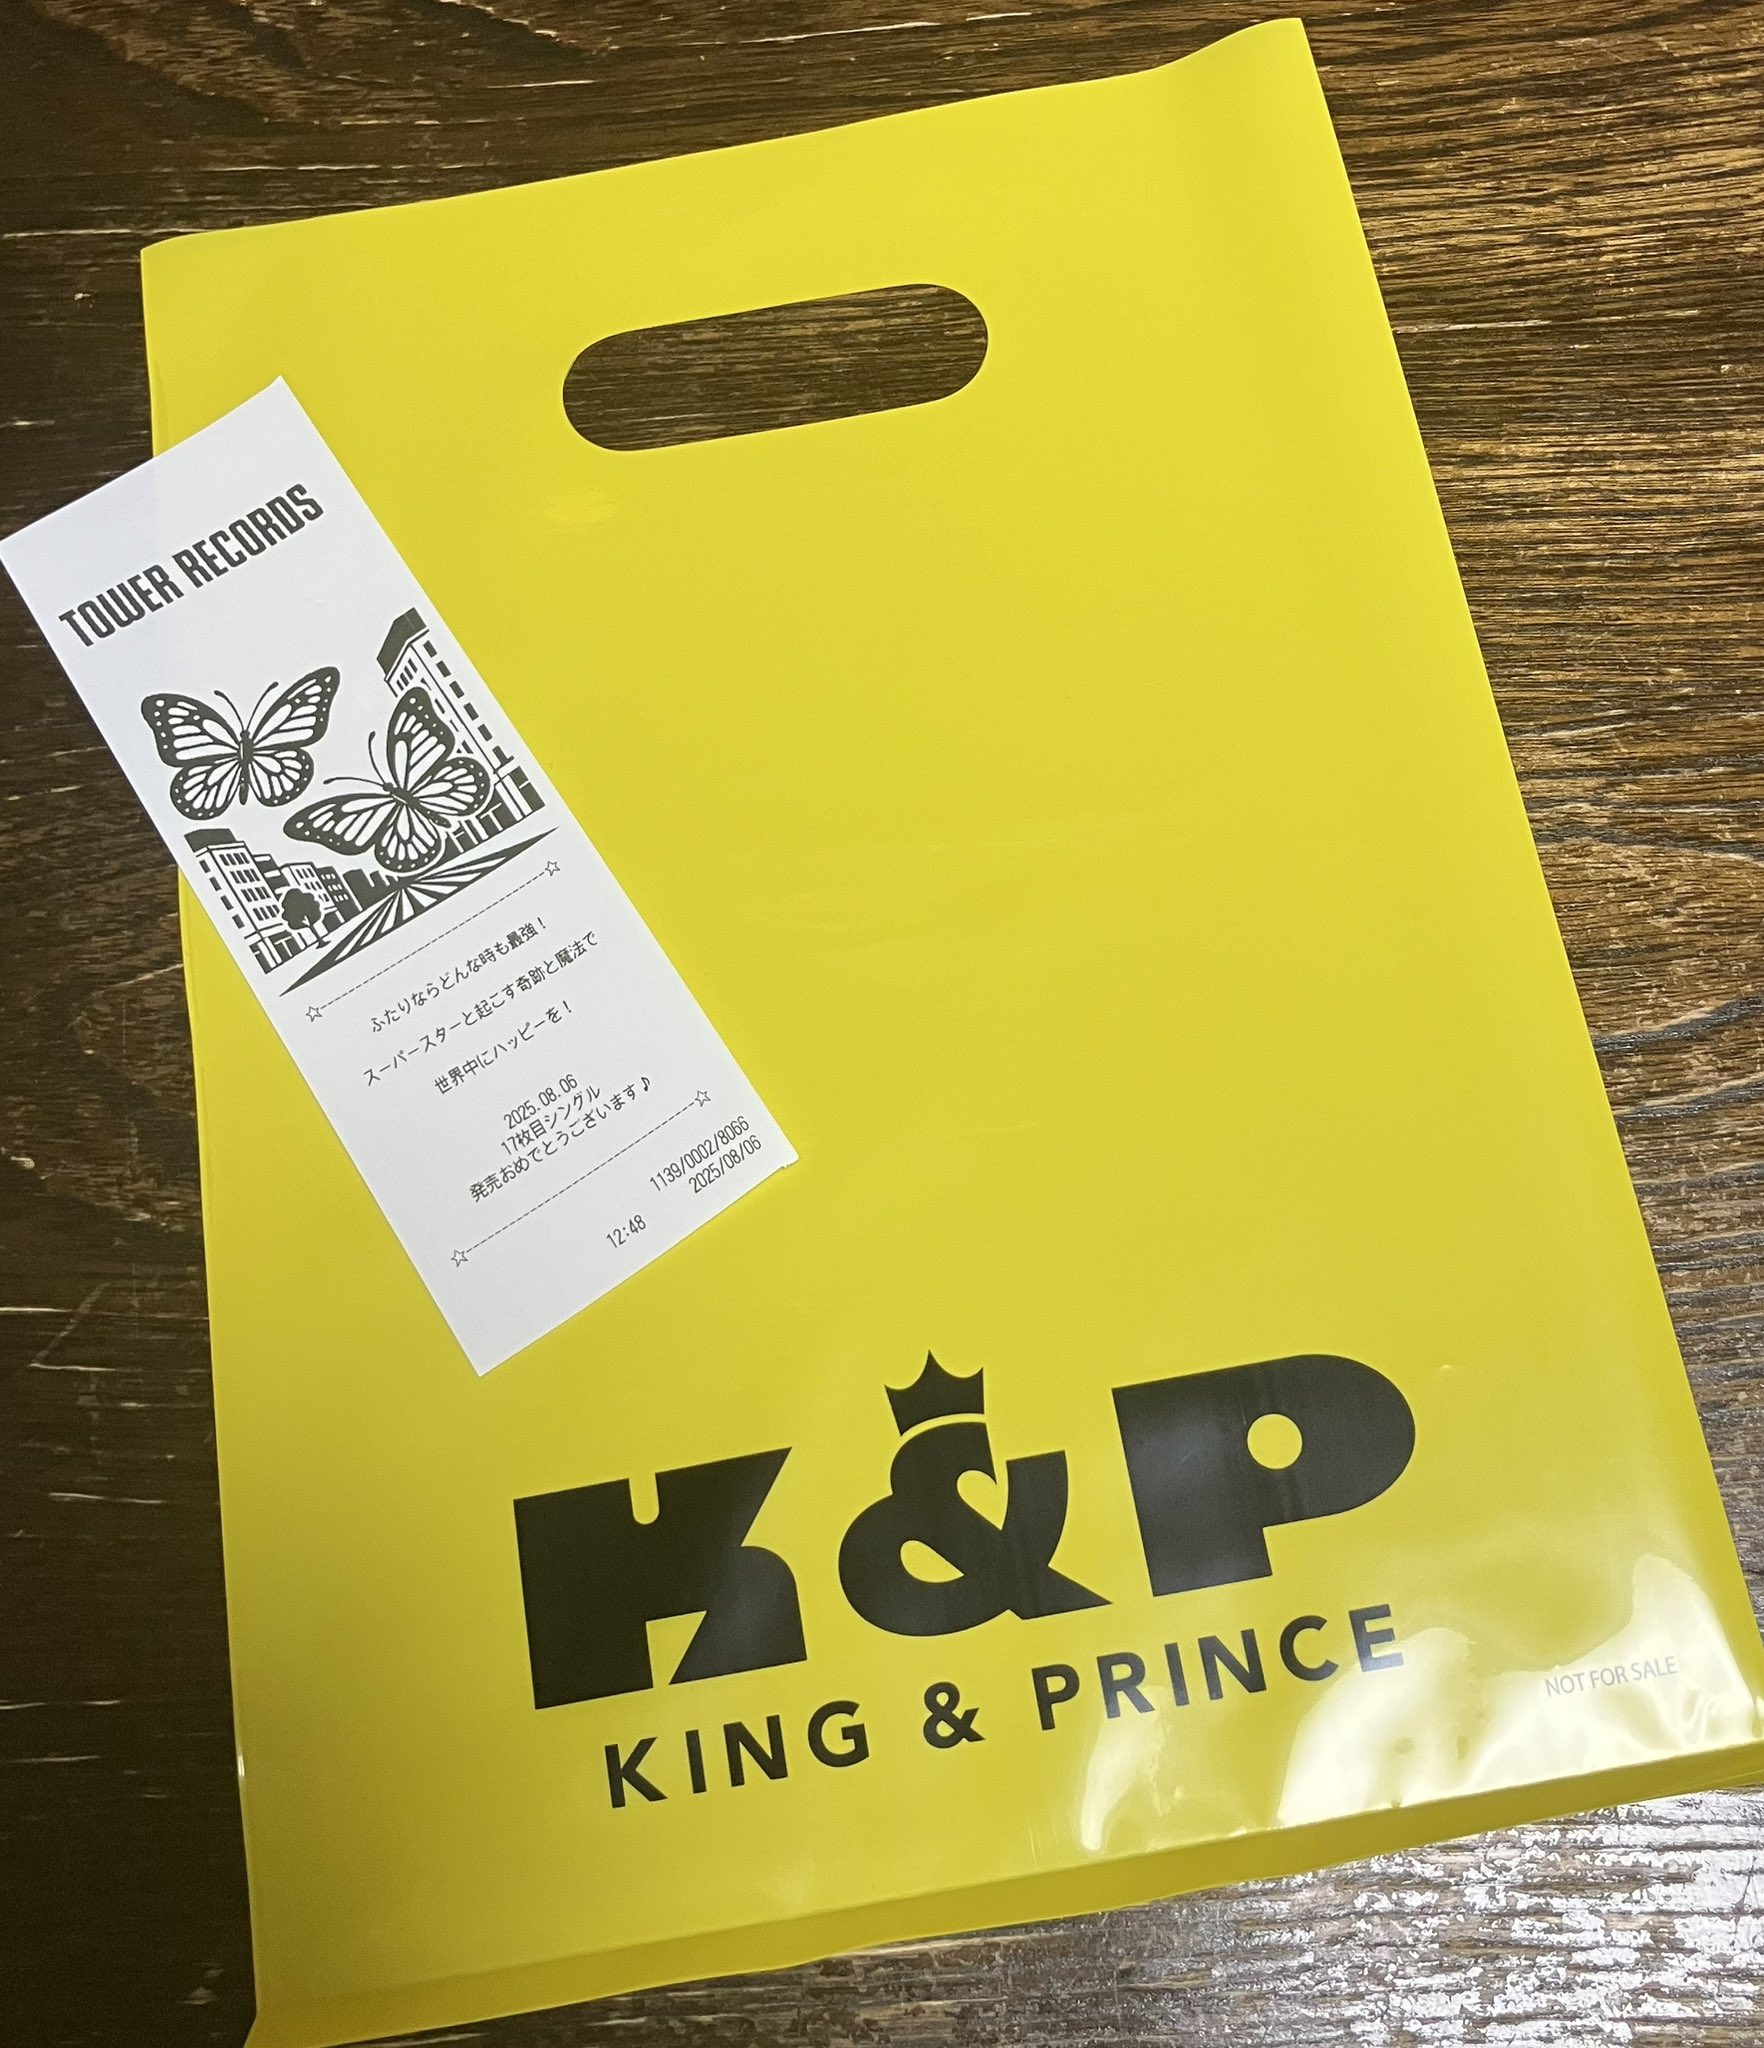 TOWER RECORDS
☆------------------------☆
ふたりならどんな時も最強！
スーパースターと起こす奇跡と魔法で
世界中にハッピーを！
2025.08.06
17枚目シングル
発売おめでとうございます♪
☆------------------------☆
1139/0002/8066
2025/08/06
12:48
K&P
KING & PRINCE
NOT FOR SALE